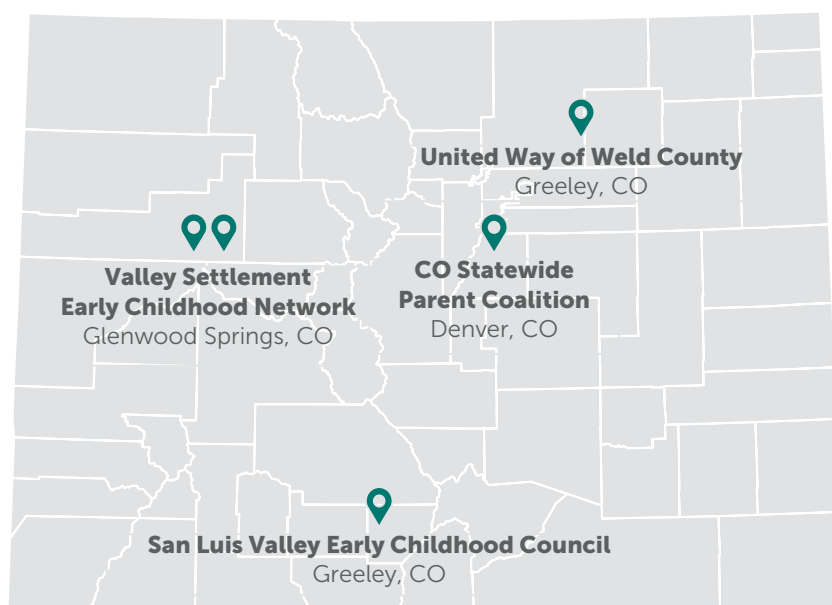 United Way of Weld County
Greeley, CO
Valley Settlement
Early Childhood Network
Glenwood Springs, CO
CO Statewide
Parent Coalition
Denver, CO
San Luis Valley Early Childhood Council
Greeley, CO